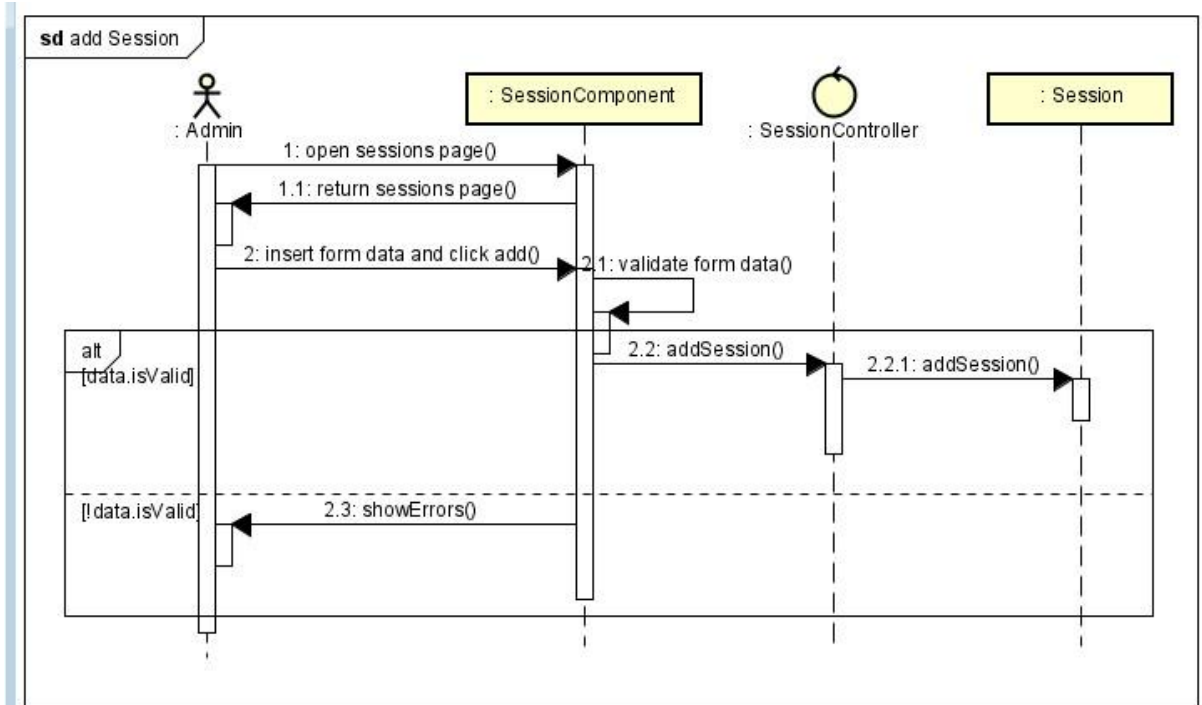 sd add Session
: Admin
: SessionComponent
: SessionController
: Session
1: open sessions page()
1.1: return sessions page()
2: insert form data and click add()
2.1: validate form data()
alt
[data.isValid]
2.2: addSession()
2.2.1: addSession()
[!data.isValid]
2.3: showErrors()